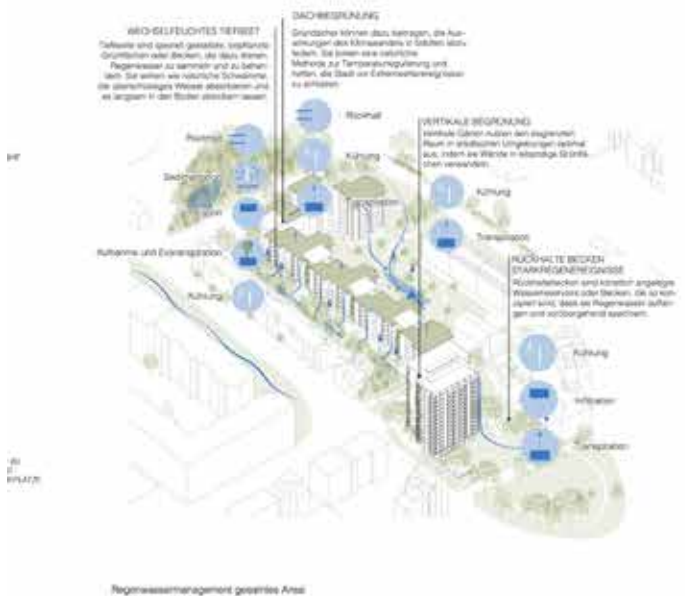 DACHBEGRÜNUNG
Gründächer können dazu beitragen, die Aus-
wirkungen des Klimawandels in Städten abzu-
federn. Sie bieten eine natürliche
Methode zur Temperaturregulierung und
helfen, die Stadt vor Extremwetterereignissen
zu schützen.
WECHSELFEUCHTES TIEFBEET
Tiefbeete sind speziell gestaltete, bepflanzte
Grünflächen oder Becken, die dazu dienen,
Regenwasser zu sammeln und zu behan-
deln. Sie wirken wie natürliche Schwämme,
die überschüssiges Wasser absorbieren und
es langsam in den Boden absickern lassen.
Rückhalt
Kühlung
Rückhalt
Sedimentation
Aufnahme und Evapotranspiration
Kühlung
VERTIKALE BEGRÜNUNG
Vertikale Gärten nutzen den begrenzten
Raum in städtischen Umgebungen optimal
aus, indem sie Wände in lebendige Grünflä-
chen verwandeln.
Kühlung
Transpiration
RÜCKHALTE BECKEN
STARKREGENEREIGNISSE
Rückhaltebecken sind künstlich angelegte
Wasserreservoirs oder Becken, die so kon-
zipiert sind, dass sie Regenwasser auffan-
gen und vorübergehend speichern.
Kühlung
Infiltration
Transpiration
Regenwassermanagement gesamtes Areal